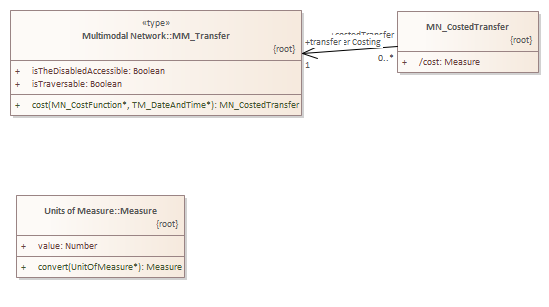 «type»
Multimodal Network::MM_Transfer
{root}
+ isTheDisabledAccessible: Boolean
+ isTraversable: Boolean
+ cost(MN_CostFunction*, TM_DateAndTime*): MN_CostedTransfer
+transfer
Costing
1
0..*
MN_CostedTransfer
{root}
+ /cost: Measure
Units of Measure::Measure
{root}
+ value: Number
+ convert(UnitOfMeasure*): Measure